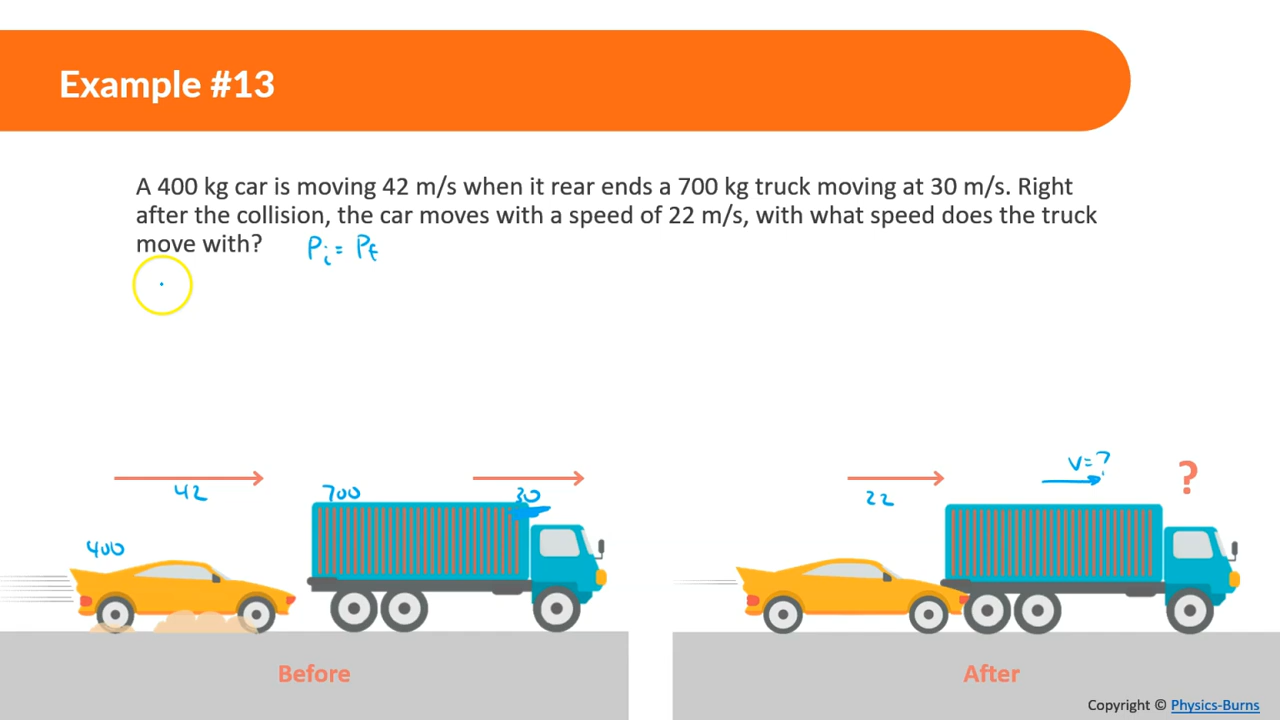 Example #13
A 400 kg car is moving 42 m/s when it rear ends a 700 kg truck moving at 30 m/s. Right
after the collision, the car moves with a speed of 22 m/s, with what speed does the truck
move with? Pi = Pf
42
700
30
400
22
v=?
?
Before
After
Copyright © Physics-Burns